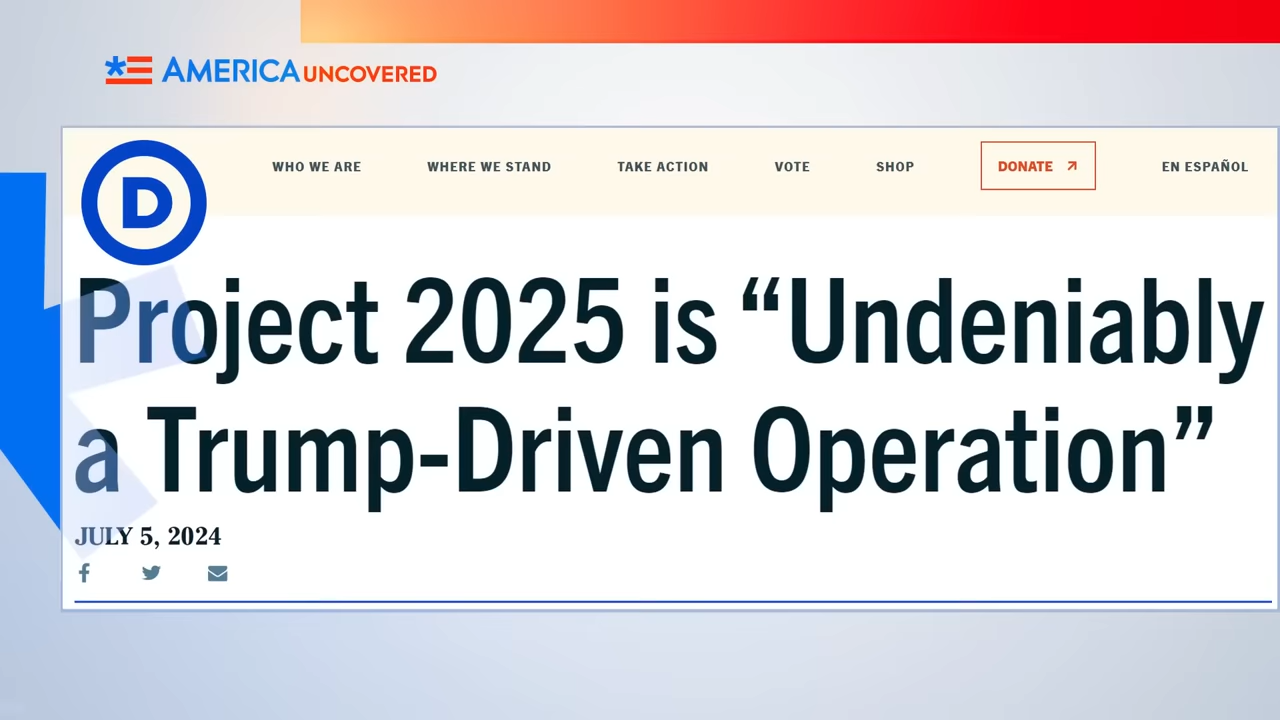 AMERICA UNCOVERED
D
WHO WE ARE WHERE WE STAND TAKE ACTION VOTE SHOP DONATE EN ESPAÑOL
Project 2025 is “Undeniably
a Trump-Driven Operation”
JULY 5, 2024